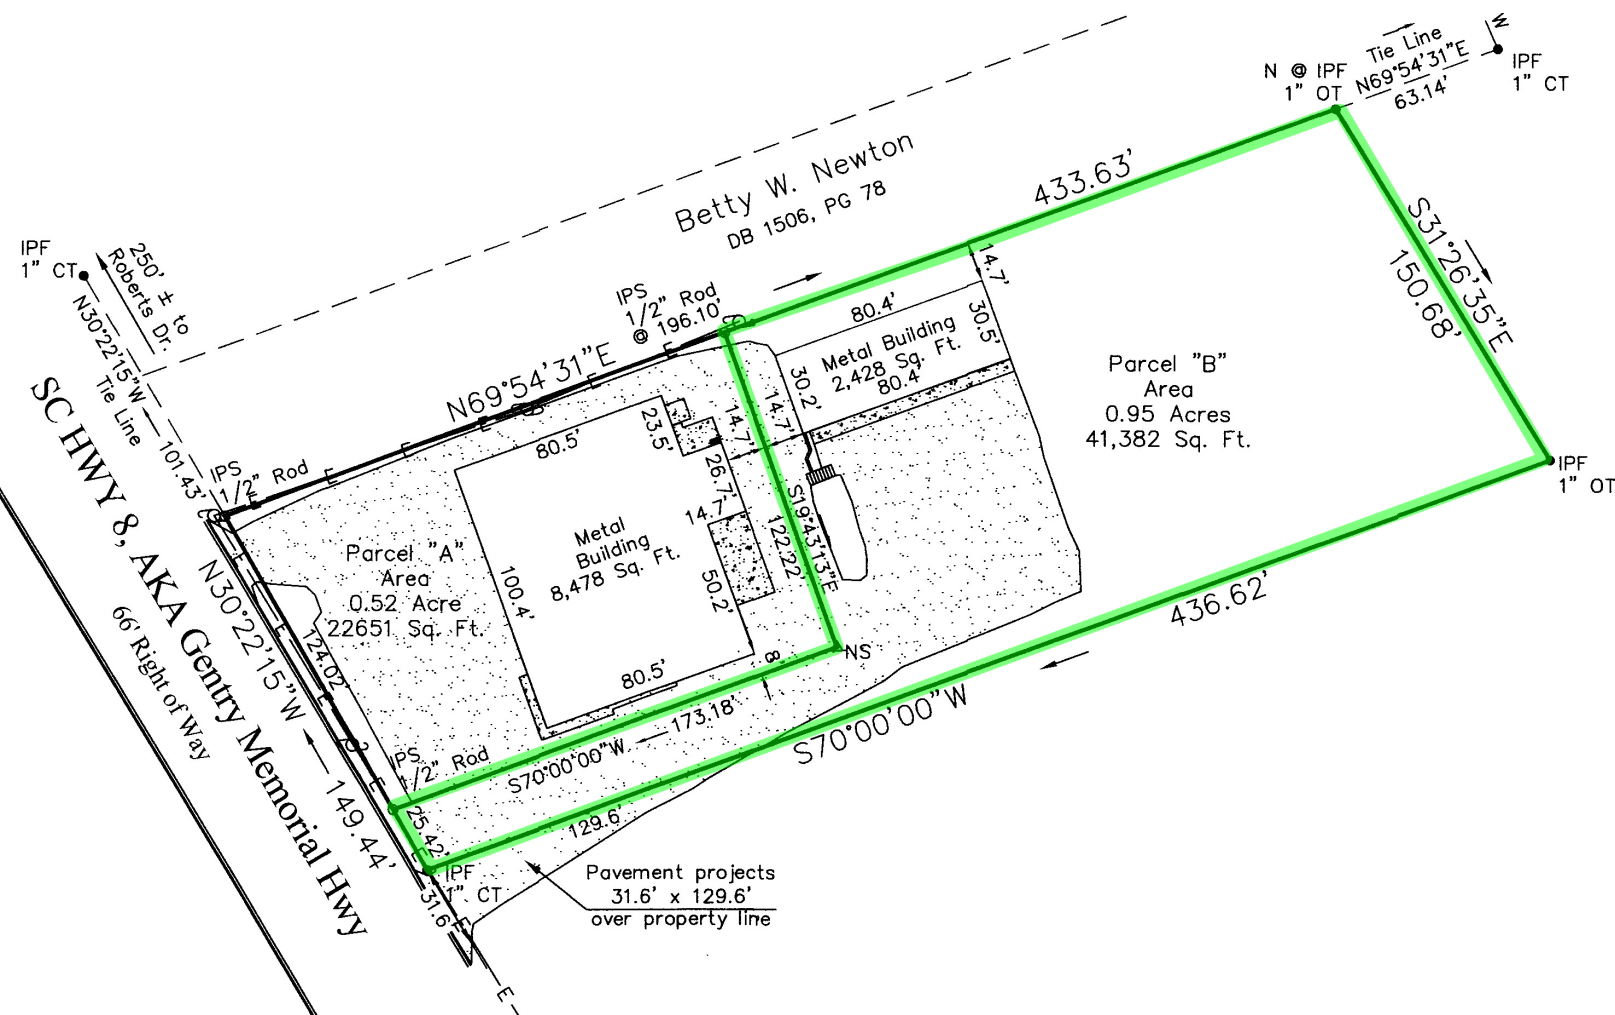 W
Tie Line
N69°54'31"E
63.14'
IPF
1" CT
N @ IPF
1" OT
Betty W. Newton
DB 1506, PG 78
433.63'
S31°26'35"E
150.68'
IPF
1" CT
250' ± to
Roberts Dr.
N30°22'15"W
Tie Line
101.43'
IPS
1/2" Rod
@ 196.10'
N69°54'31"E
IPS
1/2" Rod
14.7'
80.4'
30.5'
Metal Building
2,428 Sq. Ft.
80.4'
30.2'
14.7'
14.7'
Parcel "B"
Area
0.95 Acres
41,382 Sq. Ft.
IPF
1" OT
80.5'
23.5'
26.7'
14.7'
50.2'
Metal
Building
8,478 Sq. Ft.
100.4'
80.5'
Parcel "A"
Area
0.52 Acre
22651 Sq. Ft.
S19°43'13"E
122.22'
NS
8'
124.02'
SC HWY 8, AKA Gentry Memorial Hwy
66' Right of Way
N30°22'15"W
149.44'
173.18'
S70°00'00"W
IPS
1/2" Rod
25.42'
436.62'
S70°00'00"W
129.6'
IPF
1" CT
31.6'
Pavement projects
31.6' x 129.6'
over property line
E